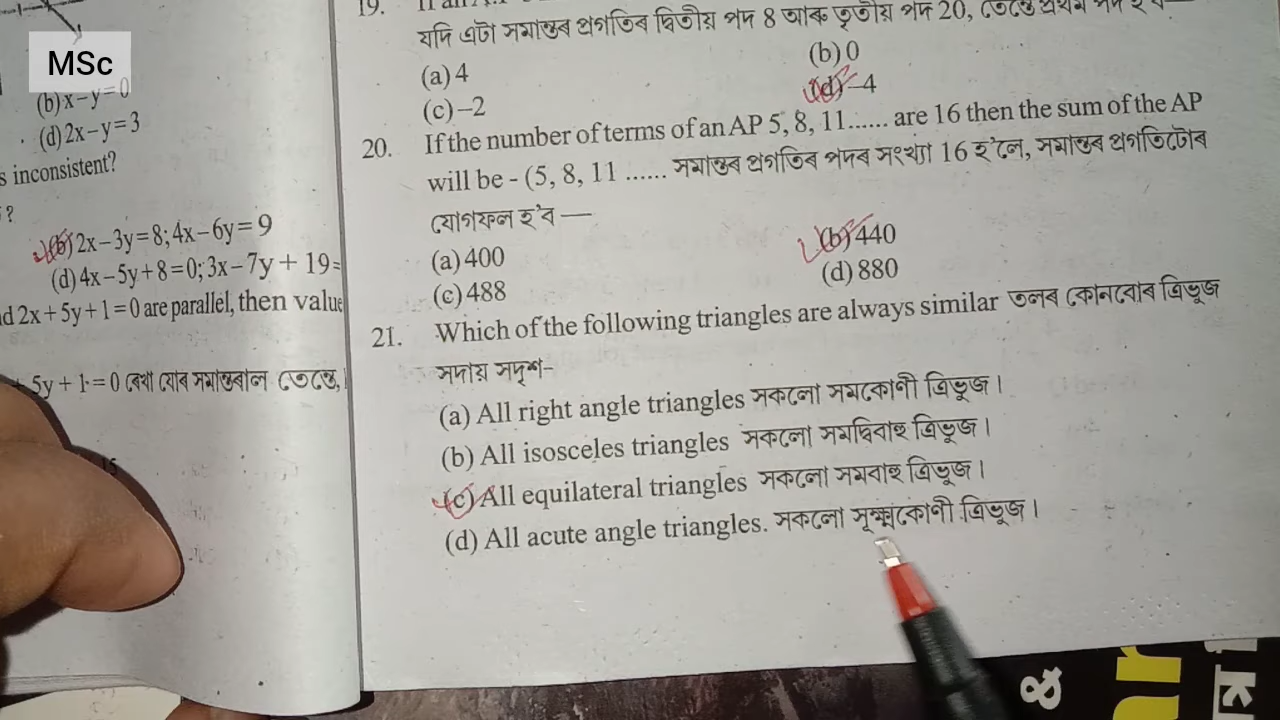 MSc
(b) x−y=0
(d) 2x−y=3
s inconsistent?
?
(b) 2x−3y=8; 4x−6y=9
(d) 4x−5y+8=0; 3x−7y+19=
d 2x+5y+1=0 are parallel, then value
5y+1=0 ৰেখা যোৰ সমান্তৰাল তেন্তে,
19.
যদি এটা সমান্তৰ প্ৰগতিৰ দ্বিতীয় পদ 8 আৰু তৃতীয় পদ 20, তেন্তে প্ৰথম পদ হ'ব—
(a) 4
(b) 0
(c) −2
(d) −4
20. If the number of terms of an AP 5, 8, 11...... are 16 then the sum of the AP
will be - (5, 8, 11 ...... সমান্তৰ প্ৰগতিৰ পদৰ সংখ্যা 16 হ'লে, সমান্তৰ প্ৰগতিটোৰ
যোগফল হ'ব —
(a) 400
(b) 440
(c) 488
(d) 880
21. Which of the following triangles are always similar তলৰ কোনবোৰ ত্ৰিভূজ
সদায় সদৃশ-
(a) All right angle triangles সকলো সমকোণী ত্ৰিভূজ।
(b) All isosceles triangles সকলো সমদ্বিবাহু ত্ৰিভূজ।
(c) All equilateral triangles সকলো সমবাহু ত্ৰিভূজ।
(d) All acute angle triangles. সকলো সূক্ষ্মকোণী ত্ৰিভূজ।
&